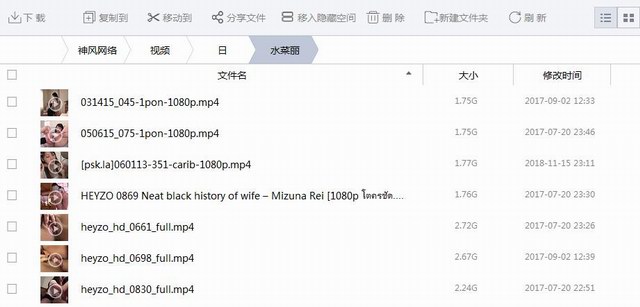 下 载 复制到 移动到 分享文件 移入隐藏空间 删 除 新建文件夹 刷 新
神风网络 视频 日 水菜丽
文件名 大小 修改时间
031415_045-1pon-1080p.mp4 1.75G 2017-09-02 12:33
050615_075-1pon-1080p.mp4 1.75G 2017-07-20 23:46
[psk.la]060113-351-carib-1080p.mp4 1.77G 2018-11-15 23:11
HEYZO 0869 Neat black history of wife – Mizuna Rei [1080p โคตรชัด.... 1.76G 2017-07-20 23:30
heyzo_hd_0661_full.mp4 2.72G 2017-07-20 23:26
heyzo_hd_0698_full.mp4 2.67G 2017-09-02 12:39
heyzo_hd_0830_full.mp4 2.24G 2017-07-20 22:51